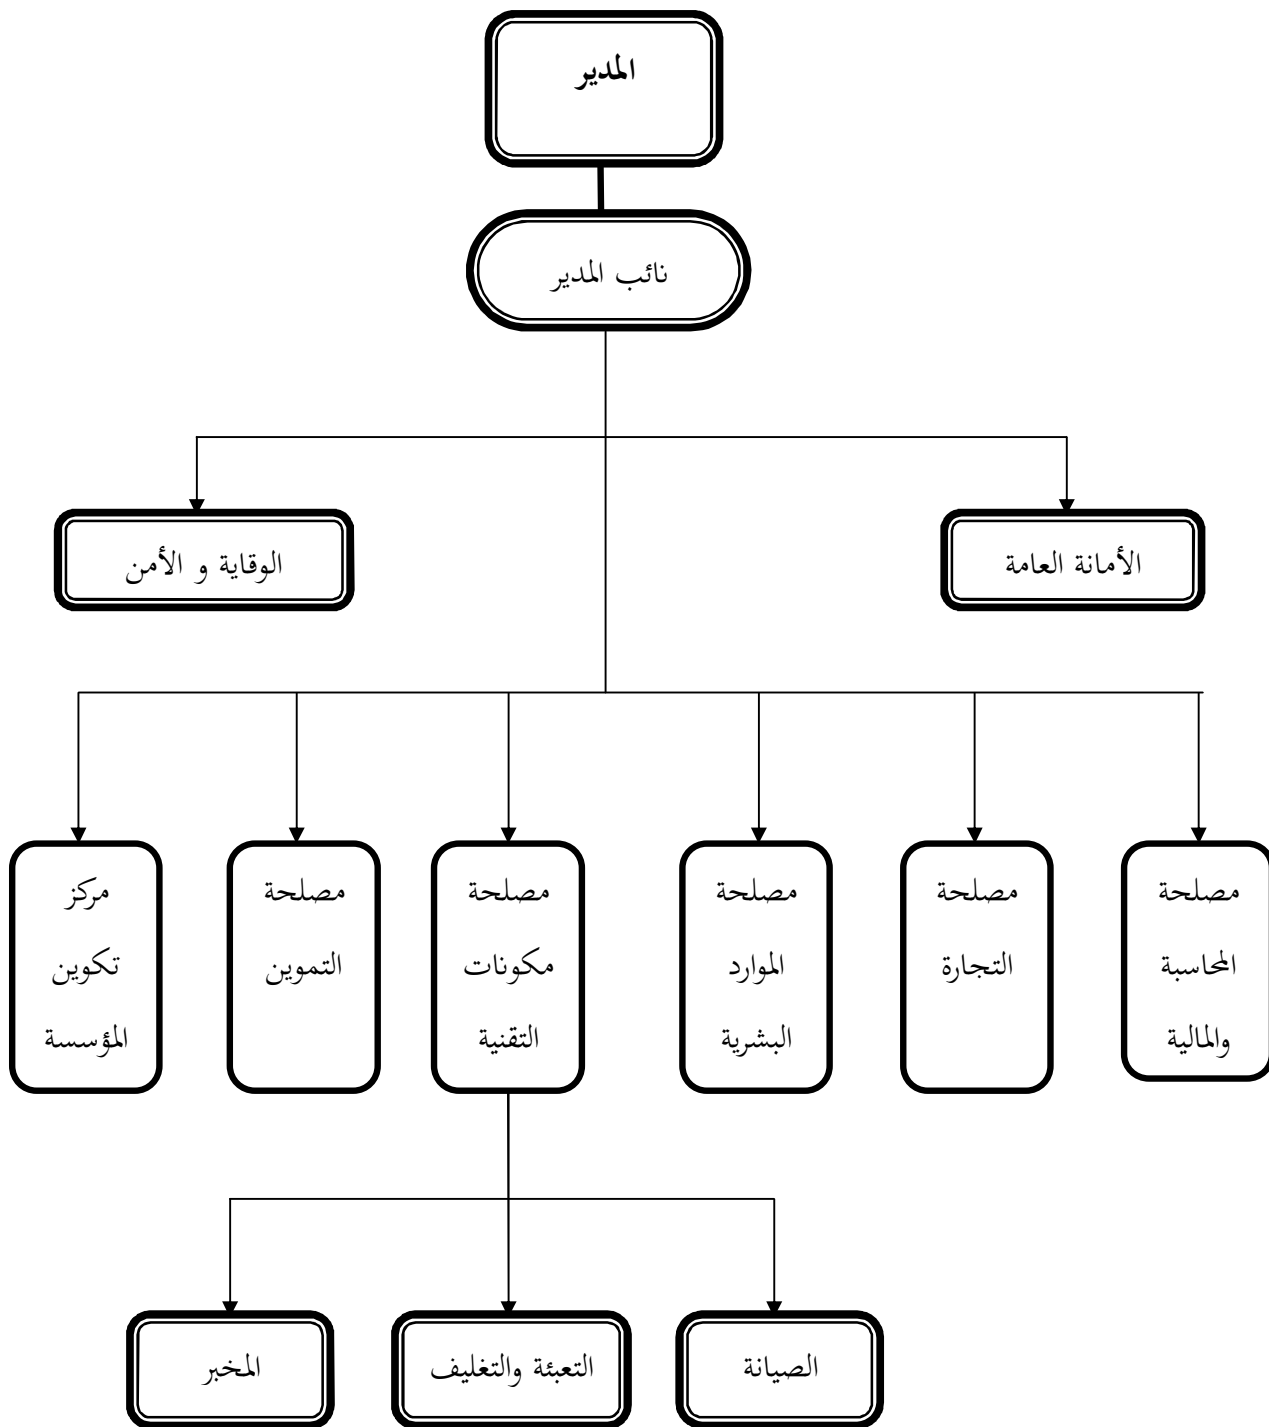 المدير
نائب المدير
الأمانة العامة
الوقاية و الأمن
مصلحة
المحاسبة
والمالية
مصلحة
التجارة
مصلحة
الموارد
البشرية
مصلحة
مكونات
التقنية
مصلحة
التموين
مركز
تكوين
المؤسسة
الصيانة
التعبئة والتغليف
المخبر